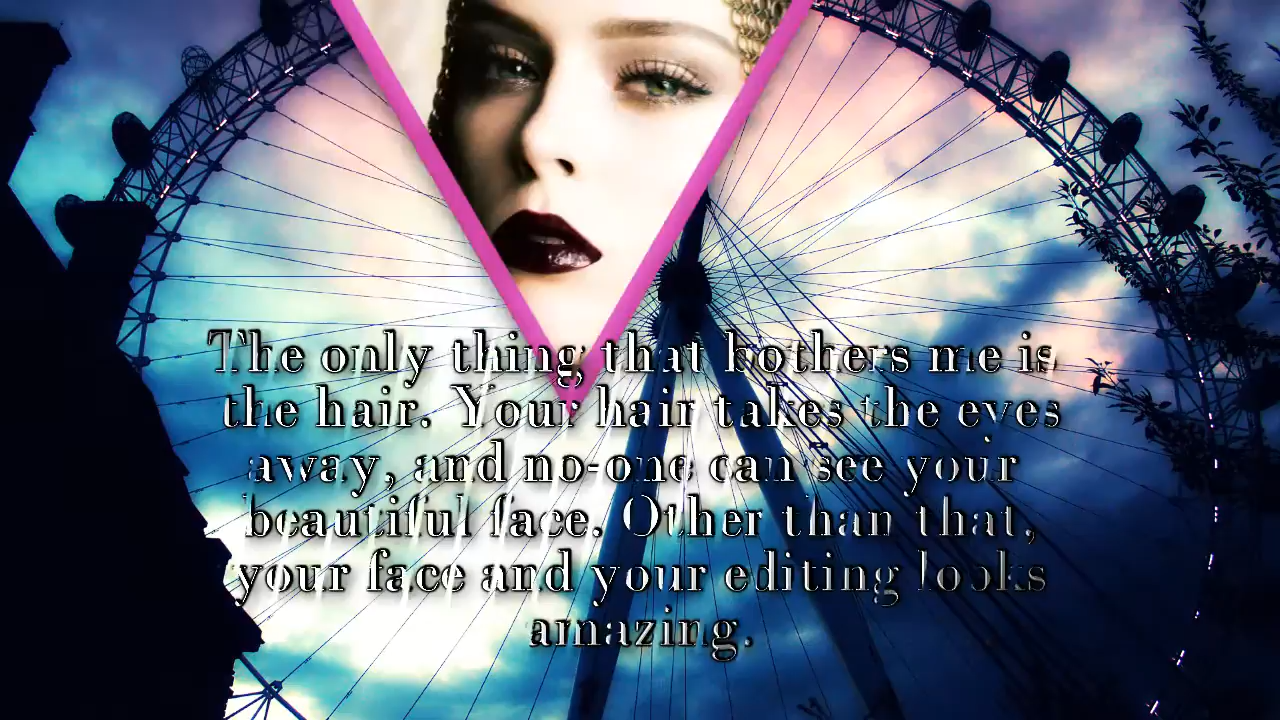 The only thing that bothers me is
the hair. Your hair takes the eyes
away, and no-one can see your
beautiful face. Other than that,
your face and your editing looks
amazing.